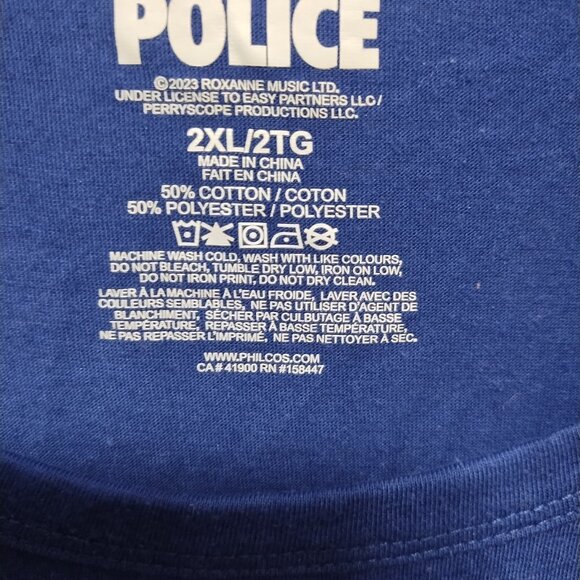 POLICE
©2023 ROXANNE MUSIC LTD.
UNDER LICENSE TO EASY PARTNERS LLC/
PERRYSCOPE PRODUCTIONS LLC.
2XL/2TG
MADE IN CHINA
FAIT EN CHINA
50% COTTON / COTON
50% POLYESTER / POLYESTER
MACHINE WASH COLD, WASH WITH LIKE COLOURS,
DO NOT BLEACH, TUMBLE DRY LOW, IRON ON LOW,
DO NOT IRON PRINT, DO NOT DRY CLEAN.
LAVER À LA MACHINE À L'EAU FROIDE, LAVER AVEC DES
COULEURS SEMBLABLES, NE PAS UTILISER D'AGENT DE
BLANCHIMENT, SÉCHER PAR CULBUTAGE À BASSE
TEMPÉRATURE, REPASSER À BASSE TEMPÉRATURE,
NE PAS REPASSER L'IMPRIMÉ, NE PAS NETTOYER À SEC.
WWW.PHILCOS.COM
CA# 41900 RN #158447